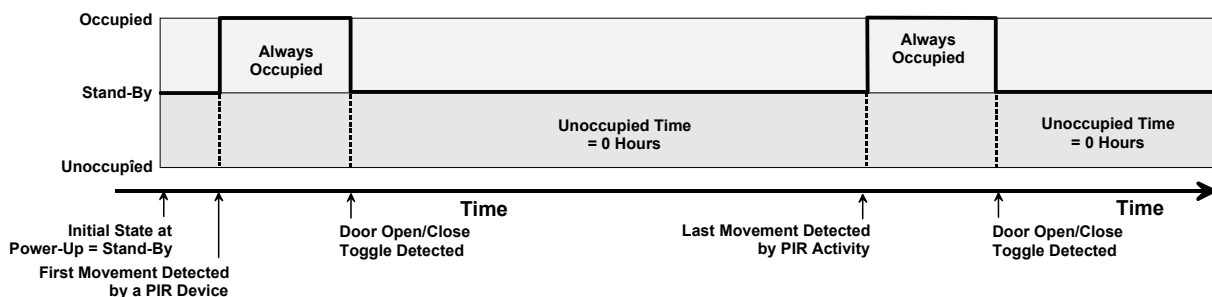 Occupied
Always
Occupied
Always
Occupied
Stand-By
Unoccupied Time
= 0 Hours
Unoccupied Time
= 0 Hours
Unoccupîed
Time
Time
Initial State at
Power-Up = Stand-By
Door Open/Close
Toggle Detected
Last Movement Detected
by PIR Activity
Door Open/Close
Toggle Detected
First Movement Detected
by a PIR Device